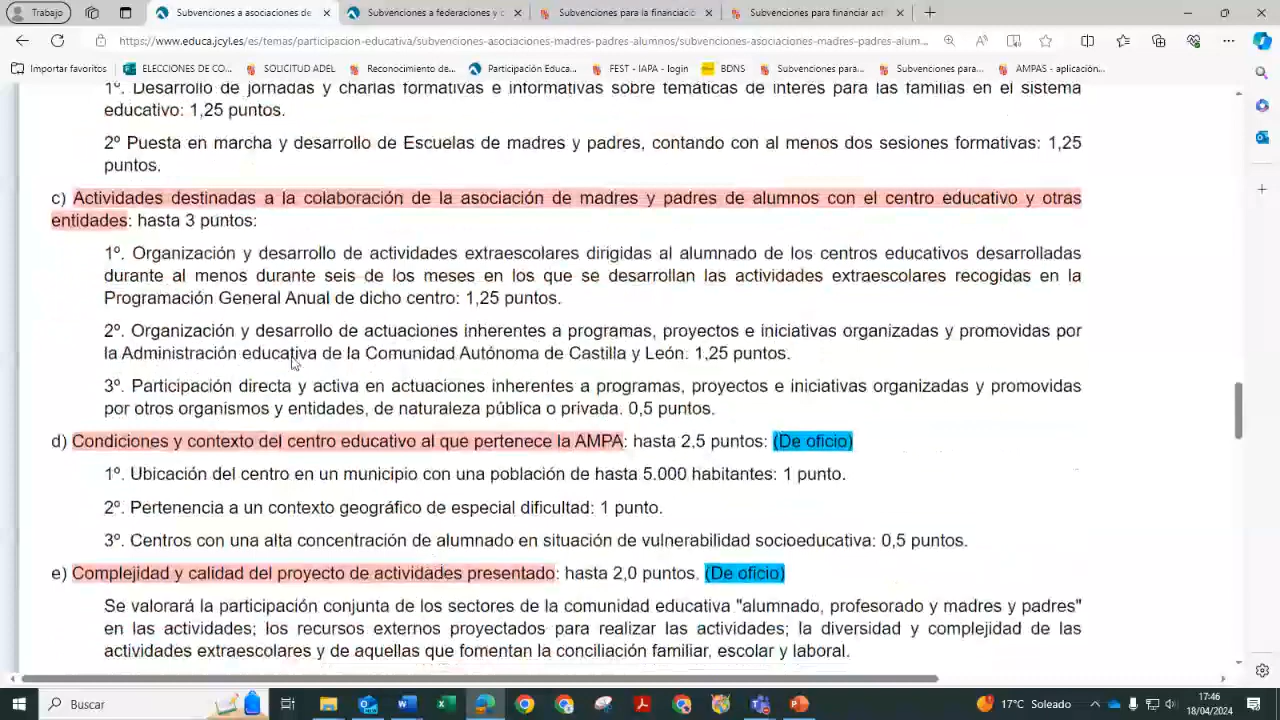 Trabajo
Subvenciones a asociaciones de
Subvenciones a federaciones y c
Subvenciones para la financiació
Subvenciones para financiar act
https://www.educa.jcyl.es/es/temas/participacion-educativa/subvenciones-asociaciones-madres-padres-alumnos/subvenciones-asociaciones-madres-padres-alum...
Importar favoritos
ELECCIONES DE CO...
SOLICITUD ADEL
Reconocimiento de...
Participación Educa...
FEST - IAPA - login
BDNS
Subvenciones para...
Subvenciones para...
AMPAS - aplicación...
1º. Desarrollo de jornadas y charlas formativas e informativas sobre temáticas de interés para las familias en el sistema
educativo: 1,25 puntos.
2º Puesta en marcha y desarrollo de Escuelas de madres y padres, contando con al menos dos sesiones formativas: 1,25
puntos.
c) Actividades destinadas a la colaboración de la asociación de madres y padres de alumnos con el centro educativo y otras
entidades: hasta 3 puntos:
1º. Organización y desarrollo de actividades extraescolares dirigidas al alumnado de los centros educativos desarrolladas
durante al menos durante seis de los meses en los que se desarrollan las actividades extraescolares recogidas en la
Programación General Anual de dicho centro: 1,25 puntos.
2º. Organización y desarrollo de actuaciones inherentes a programas, proyectos e iniciativas organizadas y promovidas por
la Administración educativa de la Comunidad Autónoma de Castilla y León. 1,25 puntos.
3º. Participación directa y activa en actuaciones inherentes a programas, proyectos e iniciativas organizadas y promovidas
por otros organismos y entidades, de naturaleza pública o privada. 0,5 puntos.
d) Condiciones y contexto del centro educativo al que pertenece la AMPA: hasta 2,5 puntos: (De oficio)
1º. Ubicación del centro en un municipio con una población de hasta 5.000 habitantes: 1 punto.
2º. Pertenencia a un contexto geográfico de especial dificultad: 1 punto.
3º. Centros con una alta concentración de alumnado en situación de vulnerabilidad socioeducativa: 0,5 puntos.
e) Complejidad y calidad del proyecto de actividades presentado: hasta 2,0 puntos. (De oficio)
Se valorará la participación conjunta de los sectores de la comunidad educativa "alumnado, profesorado y madres y padres"
en las actividades; los recursos externos proyectados para realizar las actividades; la diversidad y complejidad de las
actividades extraescolares y de aquellas que fomentan la conciliación familiar, escolar y laboral.
Buscar
17°C Soleado
17:46
18/04/2024